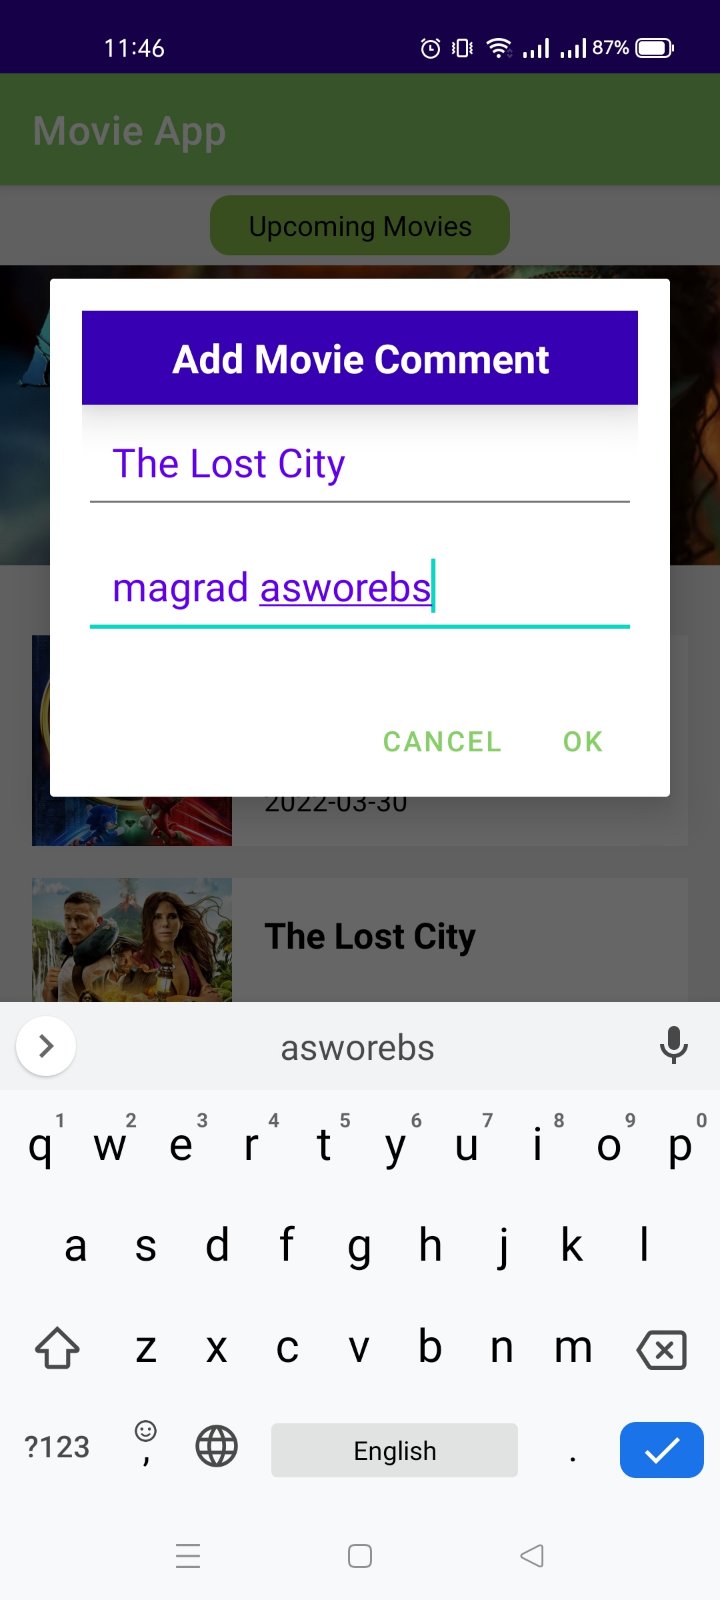 11:46 87%
Movie App
Upcoming Movies
Add Movie Comment
The Lost City
magrad asworebs
CANCEL OK
2022-03-30
The Lost City
asworebs
1 2 3 4 5 6 7 8 9 0
q w e r t y u i o p
a s d f g h j k l
z x c v b n m
?123 , English .